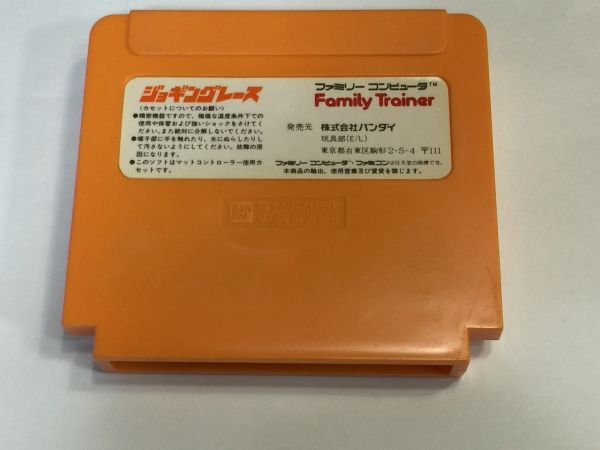 ジョギングレース
〈カセットについてのお願い〉
●精密機器ですので、極端な温度条件下での
使用や保管および強いショックをさけてく
ださい。また絶対に分解しないでください。
●端子部に手を触れたり、水にぬらしたりし
て汚さないようにしてください。故障の原
因になります。
●このソフトはマットコントローラー使用カ
セットです。
ファミリー コンピュータ™
Family Trainer
発売元 株式会社バンダイ
玩具部(E/L)
東京都台東区駒形2-5-4 〒111
ファミリー コンピュータ・ファミコンは任天堂の商標です。
本商品の輸出、使用営業及び賃貸を禁じます。
BAN
DAI